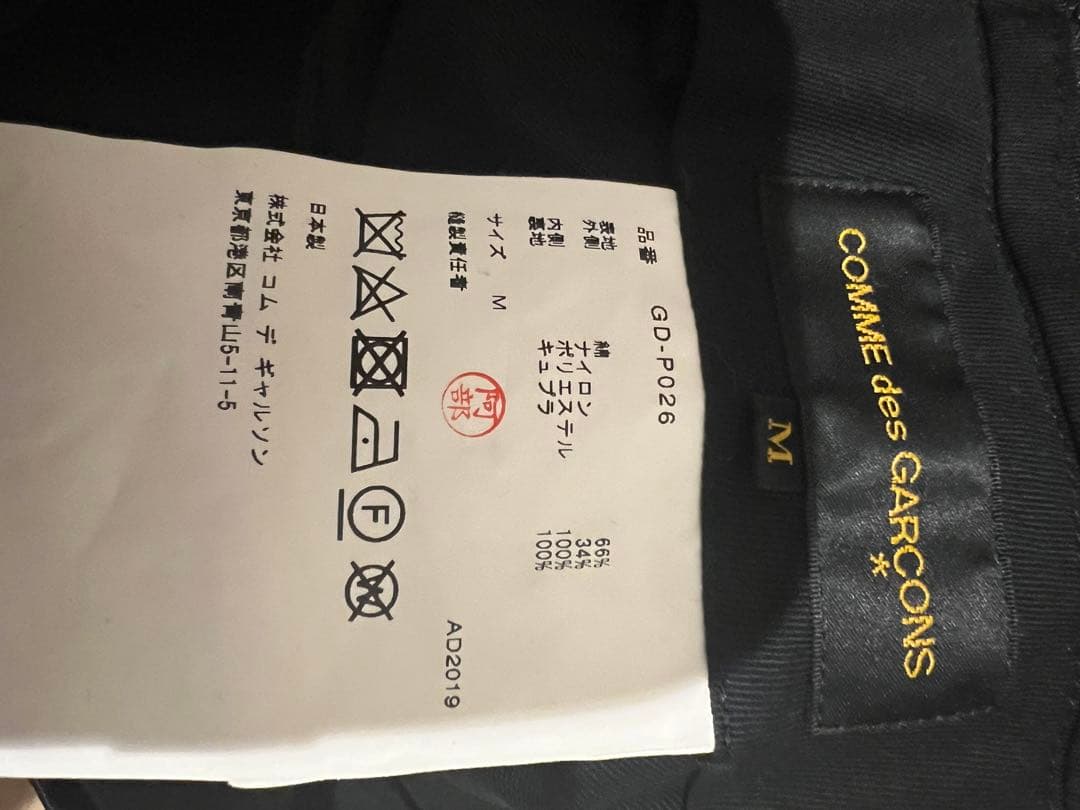 COMME des GARÇONS
*
M
品番 GD-P026
表地
外側 綿 66%
ナイロン 34%
内側 ポリエステル 100%
裏地 キュプラ 100%
サイズ M
縫製責任者 阿部 AD2019
F
W
日本製
株式会社 コム デ ギャルソン
東京都港区南青山5-11-5